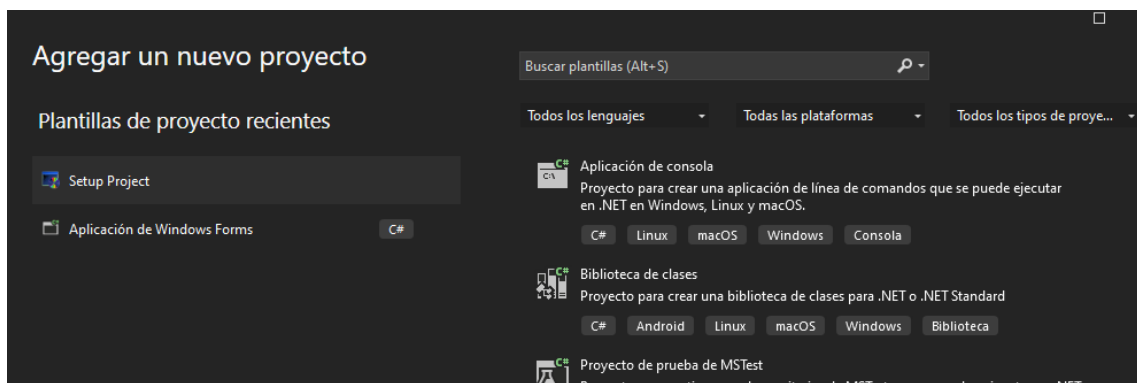 Agregar un nuevo proyecto
Buscar plantillas (Alt+S)
Plantillas de proyecto recientes
Todos los lenguajes
Todas las plataformas
Todos los tipos de proye...
Setup Project
Aplicación de Windows Forms
C#
C#
C:\
Aplicación de consola
Proyecto para crear una aplicación de línea de comandos que se puede ejecutar
en .NET en Windows, Linux y macOS.
C# Linux macOS Windows Consola
C#
Biblioteca de clases
Proyecto para crear una biblioteca de clases para .NET o .NET Standard
C# Android Linux macOS Windows Biblioteca
C#
Proyecto de prueba de MSTest